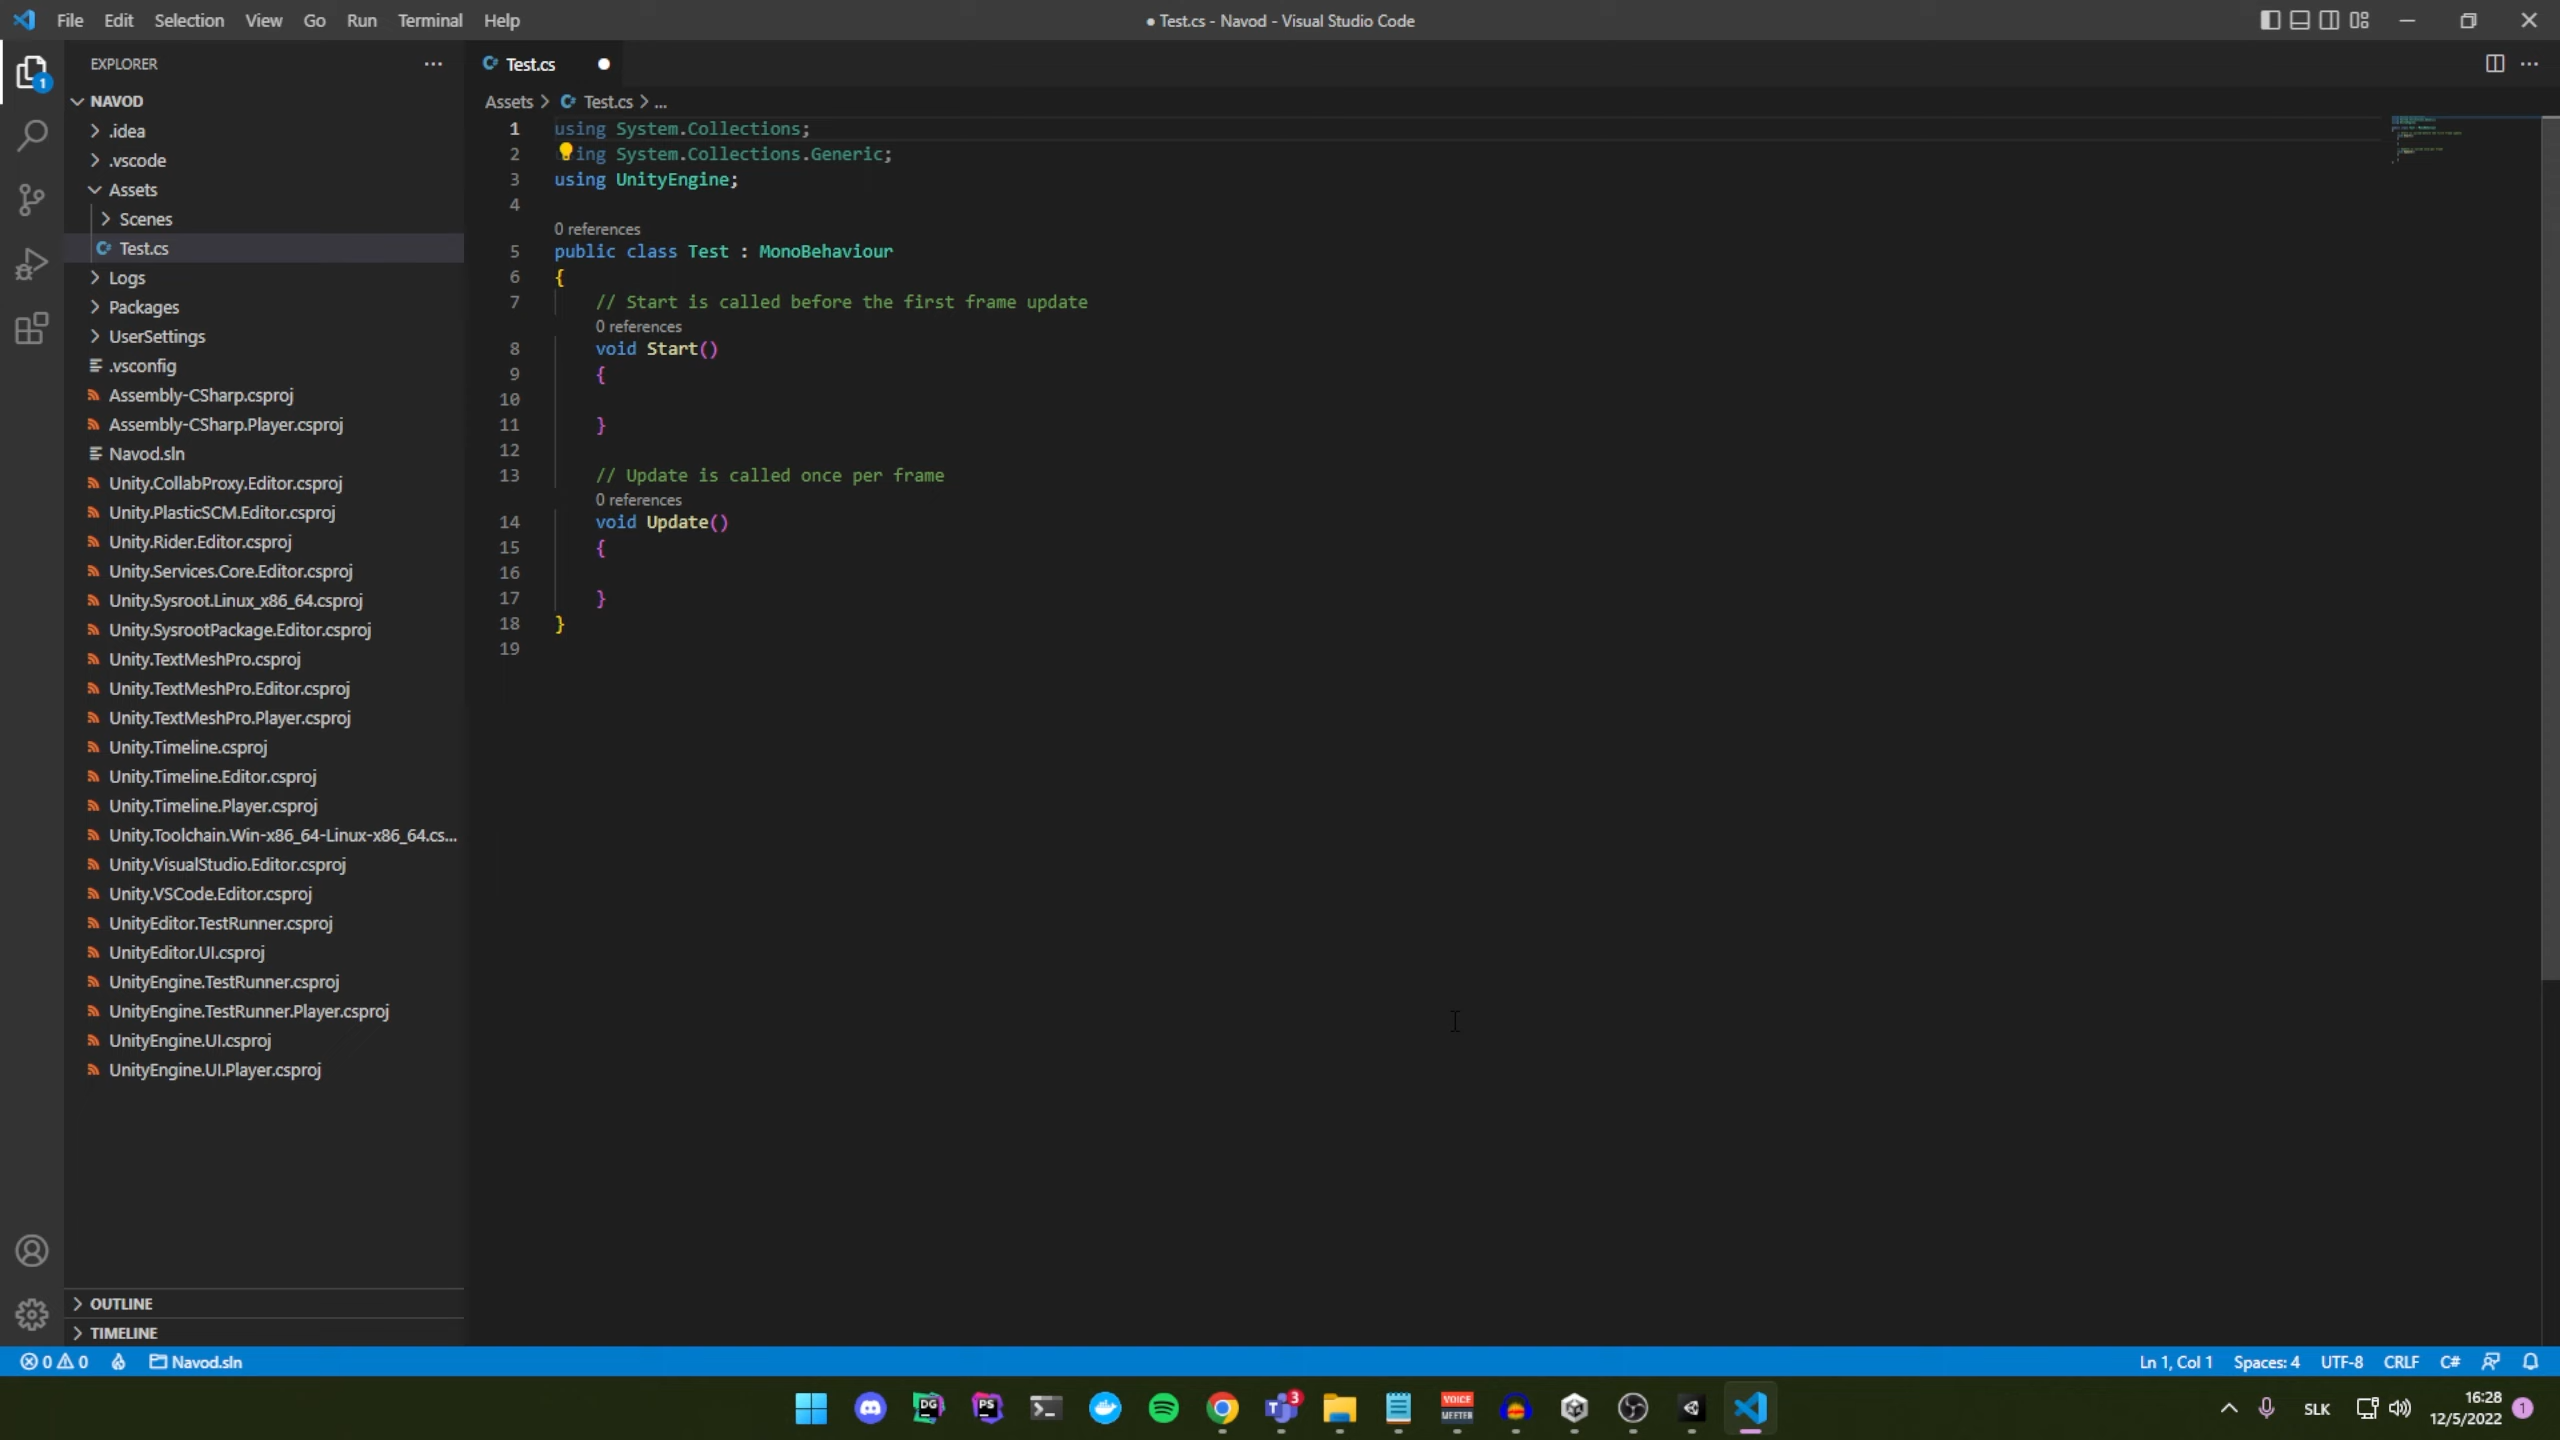 File Edit Selection View Go Run Terminal Help
● Test.cs - Navod - Visual Studio Code
EXPLORER
1
NAVOD
.idea
.vscode
Assets
Scenes
Test.cs
Logs
Packages
UserSettings
.vsconfig
Assembly-CSharp.csproj
Assembly-CSharp.Player.csproj
Navod.sln
Unity.CollabProxy.Editor.csproj
Unity.PlasticSCM.Editor.csproj
Unity.Rider.Editor.csproj
Unity.Services.Core.Editor.csproj
Unity.Sysroot.Linux_x86_64.csproj
Unity.SysrootPackage.Editor.csproj
Unity.TextMeshPro.csproj
Unity.TextMeshPro.Editor.csproj
Unity.TextMeshPro.Player.csproj
Unity.Timeline.csproj
Unity.Timeline.Editor.csproj
Unity.Timeline.Player.csproj
Unity.Toolchain.Win-x86_64-Linux-x86_64.cs...
Unity.VisualStudio.Editor.csproj
Unity.VSCode.Editor.csproj
UnityEditor.TestRunner.csproj
UnityEditor.UI.csproj
UnityEngine.TestRunner.csproj
UnityEngine.TestRunner.Player.csproj
UnityEngine.UI.csproj
UnityEngine.UI.Player.csproj
OUTLINE
TIMELINE
Test.cs
Assets > Test.cs > ...
1 using System.Collections;
2 ing System.Collections.Generic;
3 using UnityEngine;
4
0 references
5 public class Test : MonoBehaviour
6 {
7 // Start is called before the first frame update
0 references
8 void Start()
9 {
10
11 }
12
13 // Update is called once per frame
0 references
14 void Update()
15 {
16
17 }
18 }
19
0 0 Navod.sln
Ln 1, Col 1 Spaces: 4 UTF-8 CRLF C#
DG PS 3 VOICE MEETER
SLK 16:28 1
12/5/2022